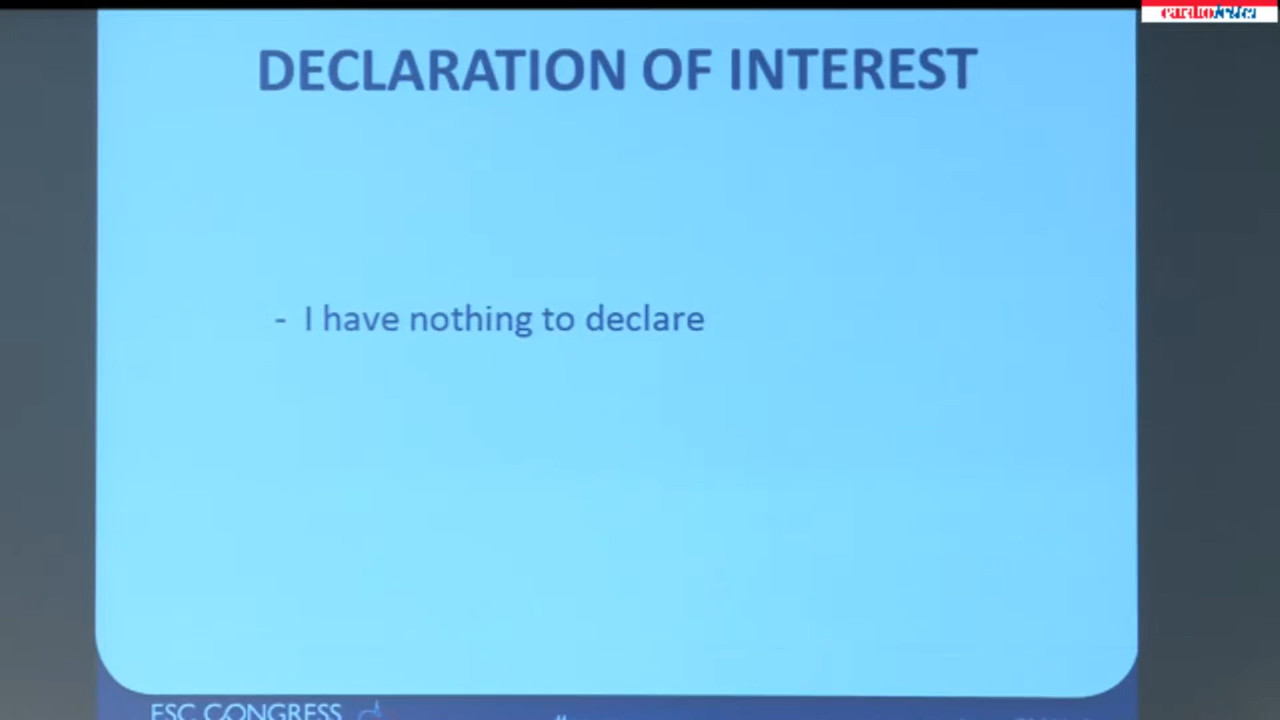 DECLARATION OF INTEREST
- I have nothing to declare
ESC CONGRESS